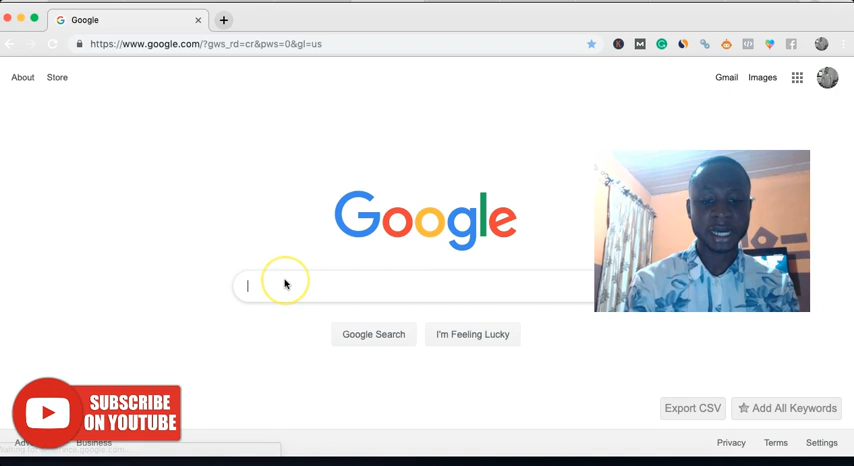 Google
https://www.google.com/?gws_rd=cr&pws=0&gl=us
About Store
Gmail Images
Google
Google Search I'm Feeling Lucky
SUBSCRIBE
ON YOUTUBE
Export CSV Add All Keywords
Business
Privacy Terms Settings